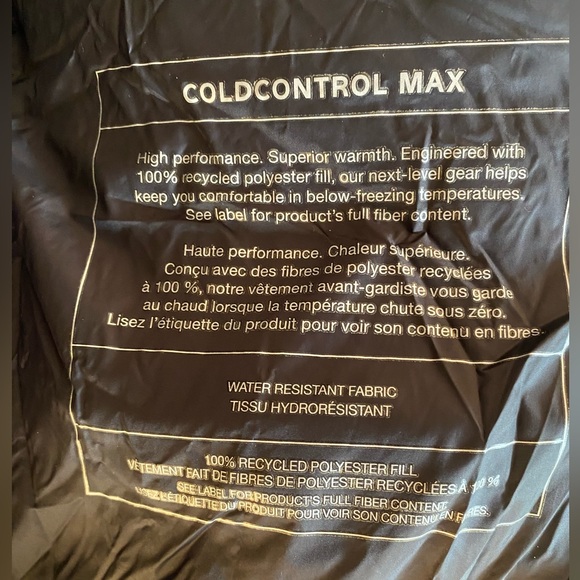 COLDCONTROL MAX
High performance. Superior warmth. Engineered with
100% recycled polyester fill, our next-level gear helps
keep you comfortable in below-freezing temperatures.
See label for product's full fiber content.
Haute performance. Chaleur supérieure.
Conçu avec des fibres de polyester recyclées
à 100 %, notre vêtement avant-gardiste vous garde
au chaud lorsque la température chute sous zéro.
Lisez l'étiquette du produit pour voir son contenu en fibres.
WATER RESISTANT FABRIC
TISSU HYDRORÉSISTANT
100% RECYCLED POLYESTER FILL
VÊTEMENT FAIT DE FIBRES DE POLYESTER RECYCLÉES À 100 %
SEE LABEL FOR PRODUCT'S FULL FIBER CONTENT
LISEZ L'ÉTIQUETTE DU PRODUIT POUR VOIR SON CONTENU EN FIBRES.